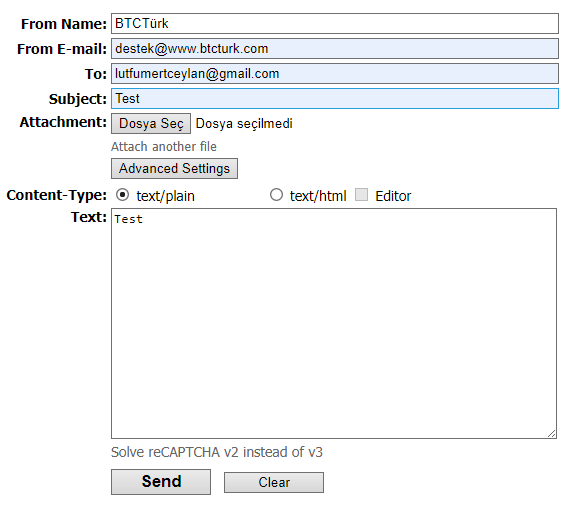 From Name: BTCTürk
From E-mail: destek@www.btcturk.com
To: lutfumertceylan@gmail.com
Subject: Test
Attachment: Dosya Seç Dosya seçilmedi
Attach another file
Advanced Settings
Content-Type: text/plain text/html Editor
Text: Test
Solve reCAPTCHA v2 instead of v3
Send Clear